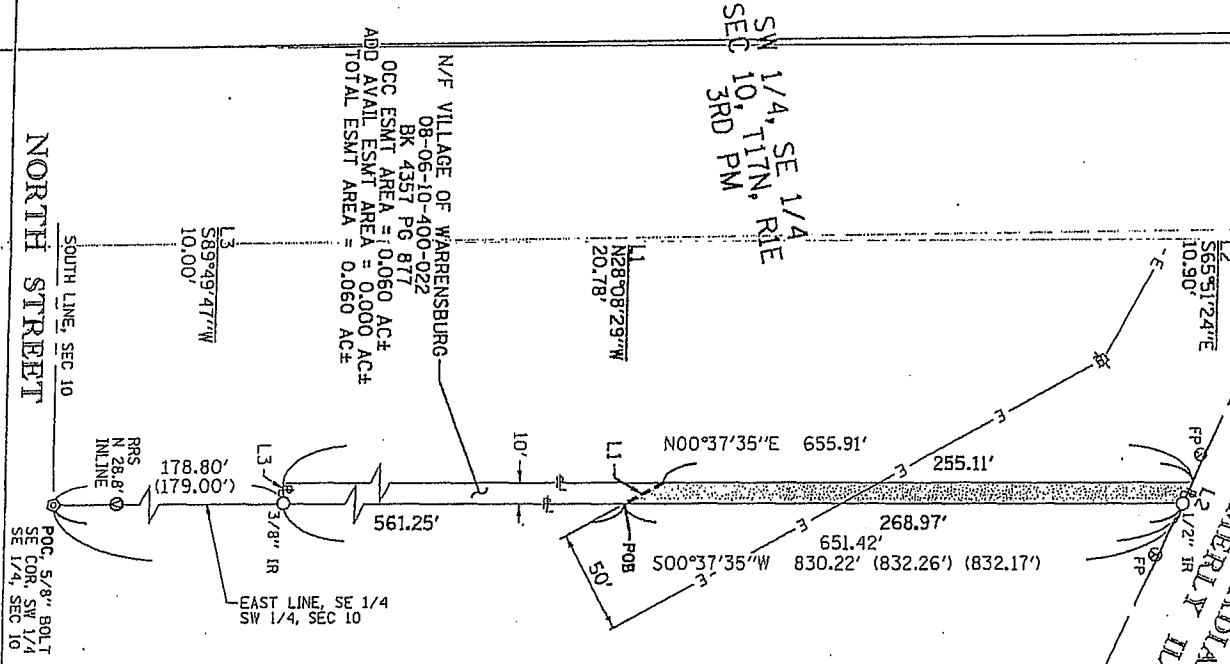 SW 1/4, SE 1/4
SEC 10, T17N, R1E
3RD PM
N/F VILLAGE OF WARRENSBURG
08-06-10-400-022
BK 4357 PG 877
OCC ESMT AREA = 0.060 AC±
ADD AVAIL ESMT AREA = 0.000 AC±
TOTAL ESMT AREA = 0.060 AC±
L2
S65°51'24"E
10.90'
L1
N28°08'29"W
20.78'
L3
S89°49'47"W
10.00'
SOUTH LINE, SEC 10
NORTH STREET
E
E
E
E
E
N00°37'35"E 655.91'
255.11'
268.97'
651.42'
S00°37'35"W 830.22' (832.26') (832.17')
L1
POB
50'
10'
561.25'
L2
1/2" IR
FP
FP
L3
3/8" IR
178.80'
(179.00')
RRS
N 28.8'
INLINE
EAST LINE, SE 1/4
SW 1/4, SEC 10
POC, 5/8" BOLT
SE COR, SW 1/4
SE 1/4, SEC 10